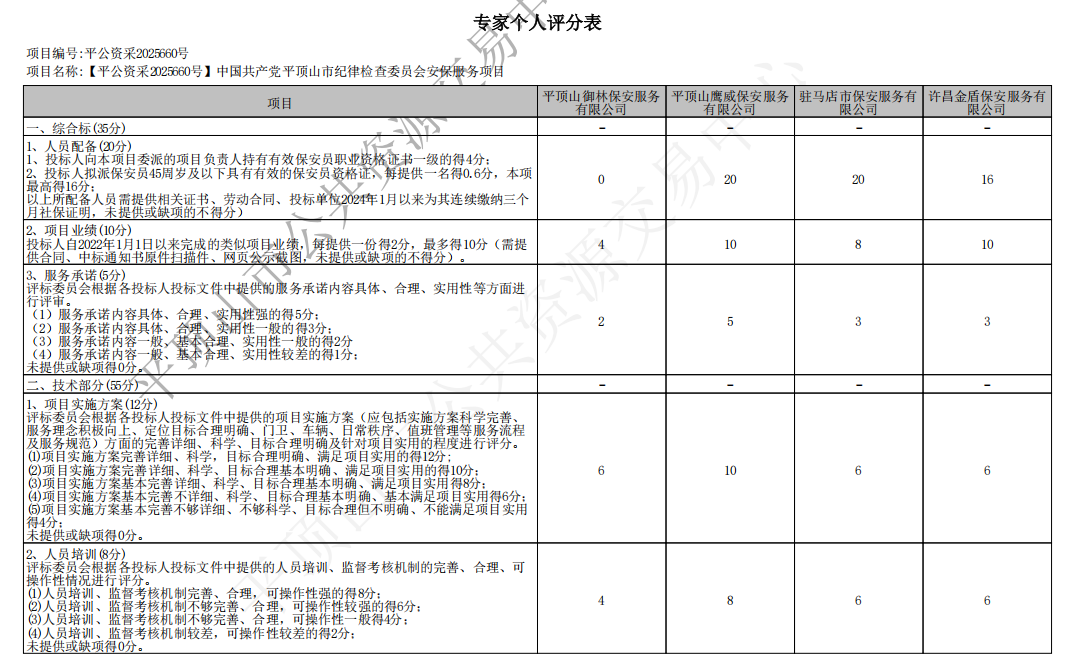 专家个人评分表
项目编号:平公资采2025660号
项目名称:【平公资采2025660号】中国共产党平顶山市纪律检查委员会安保服务项目
项目
平顶山御林保安服务
有限公司
平顶山鹰威保安服务
有限公司
驻马店市保安服务有
限公司
许昌金盾保安服务有
限公司
一、综合标(35分)
－
－
－
－
1、人员配备(20分)
1、投标人向本项目委派的项目负责人持有有效保安员职业资格证书一级的得4分；
2、投标人拟派保安员45周岁及以下具有有效的保安员资格证，每提供一名得0.6分，本项
最高得16分；
以上所配备人员需提供相关证书、劳动合同、投标单位2024年1月以来为其连续缴纳三个
月社保证明，未提供或缺项的不得分）
0
20
20
16
2、项目业绩(10分)
投标人自2022年1月1日以来完成的类似项目业绩，每提供一份得2分，最多得10分（需提
供合同、中标通知书原件扫描件、网页公示截图，未提供或缺项的不得分）。
4
10
8
10
3、服务承诺(5分)
评标委员会根据各投标人投标文件中提供的服务承诺内容具体、合理、实用性等方面进
行评审。
（1）服务承诺内容具体、合理、实用性强的得5分；
（2）服务承诺内容具体、合理、实用性一般的得3分；
（3）服务承诺内容一般、基本合理、实用性一般的得2分
（4）服务承诺内容一般、基本合理、实用性较差的得1分；
未提供或缺项得0分。
2
5
3
3
二、技术部分(55分)
－
－
－
－
1、项目实施方案(12分)
评标委员会根据各投标人投标文件中提供的项目实施方案（应包括实施方案科学完善、
服务理念积极向上、定位目标合理明确、门卫、车辆、日常秩序、值班管理等服务流程
及服务规范）方面的完善详细、科学、目标合理明确及针对项目实用的程度进行评分。
(1)项目实施方案完善详细、科学，目标合理明确、满足项目实用的得12分;
(2)项目实施方案完善详细、科学、目标合理基本明确、满足项目实用的得10分；
(3)项目实施方案基本完善详细、科学、目标合理基本明确、满足项目实用得8分；
(4)项目实施方案基本完善不详细、科学、目标合理基本明确、基本满足项目实用得6分；
(5)项目实施方案基本完善不够详细、不够科学、目标合理但不明确、不能满足项目实用
得4分；
未提供或缺项得0分。
6
10
6
6
2、人员培训(8分)
评标委员会根据各投标人投标文件中提供的人员培训、监督考核机制的完善、合理、可
操作性情况进行评分。
(1)人员培训、监督考核机制完善、合理，可操作性强的得8分；
(2)人员培训、监督考核机制不够完善、合理，可操作性较强的得6分；
(3)人员培训、监督考核机制不够完善、合理，可操作性一般得4分；
(4)人员培训、监督考核机制较差，可操作性较差的得2分；
未提供或缺项得0分。
4
8
6
6
平顶山市公共资源交易中
平顶山市公共资源交易中心